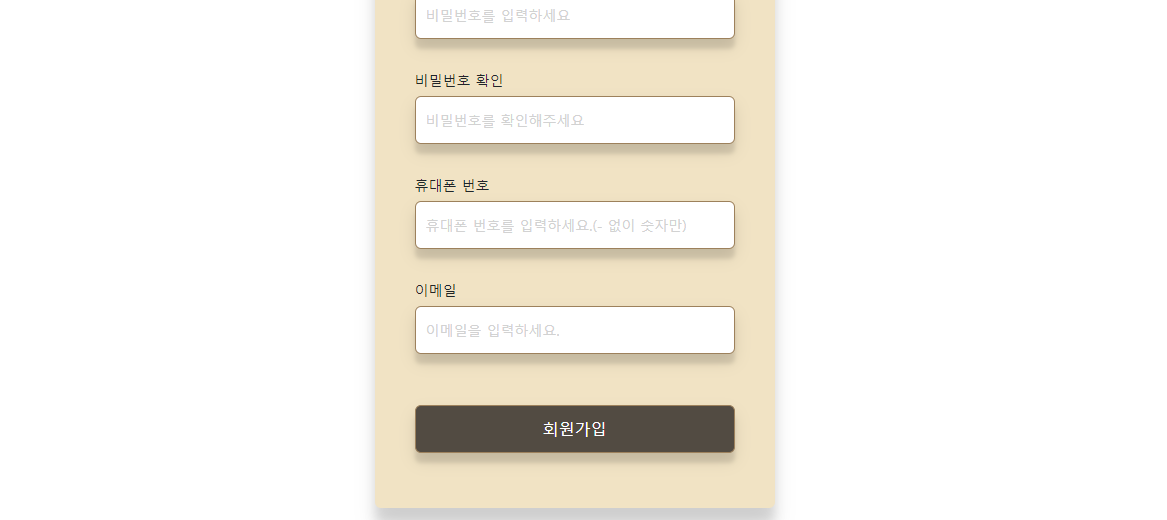 비밀번호를 입력하세요
비밀번호 확인
비밀번호를 확인해주세요
휴대폰 번호
휴대폰 번호를 입력하세요.(- 없이 숫자만)
이메일
이메일을 입력하세요.
회원가입